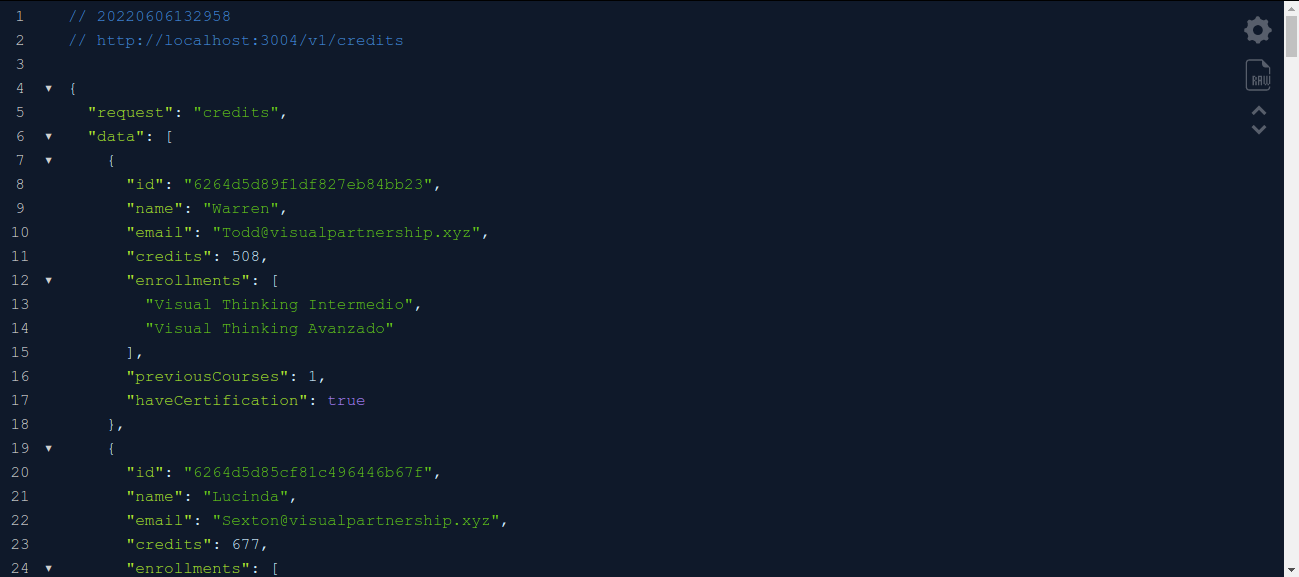 1 // 20220606132958
2 // http://localhost:3004/v1/credits
3
4 ▼ {
5 "request": "credits",
6 ▼ "data": [
7 ▼ {
8 "id": "6264d5d89f1df827eb84bb23",
9 "name": "Warren",
10 "email": "Todd@visualpartnership.xyz",
11 "credits": 508,
12 ▼ "enrollments": [
13 "Visual Thinking Intermedio",
14 "Visual Thinking Avanzado"
15 ],
16 "previousCourses": 1,
17 "haveCertification": true
18 },
19 ▼ {
20 "id": "6264d5d85cf81c496446b67f",
21 "name": "Lucinda",
22 "email": "Sexton@visualpartnership.xyz",
23 "credits": 677,
24 ▼ "enrollments": [
RAW